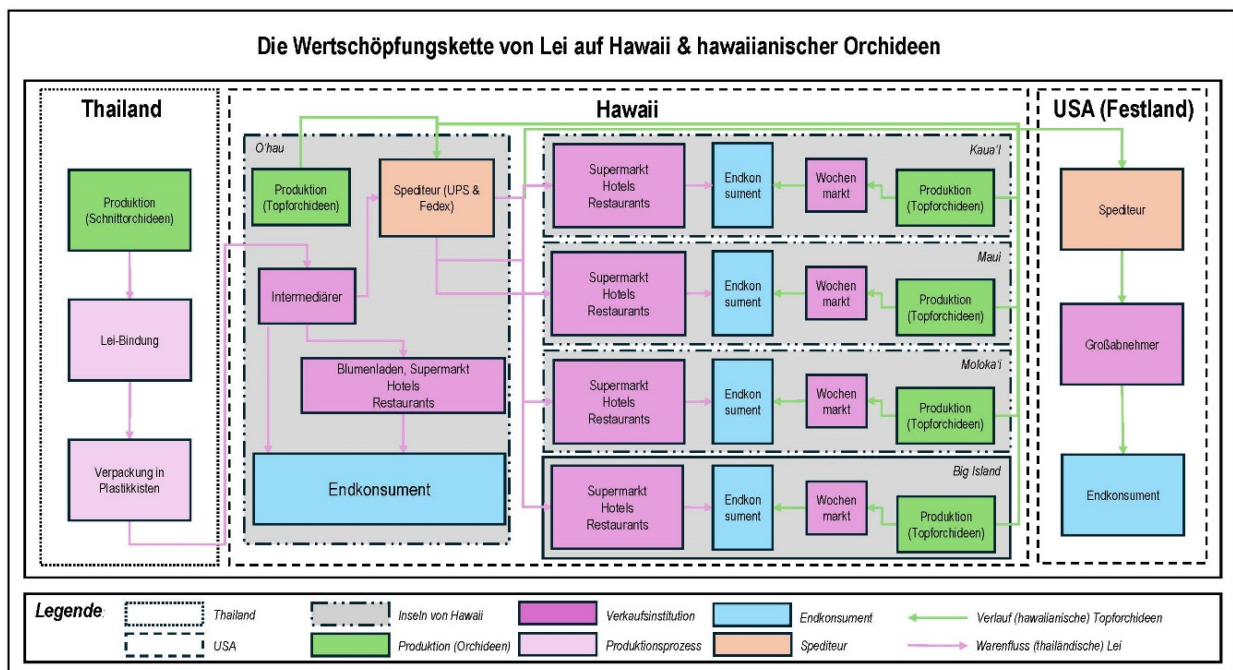 Die Wertschöpfungskette von Lei auf Hawaii & hawaiianischer Orchideen
Thailand
Produktion
(Schnittorchideen)
Lei-Bindung
Verpackung in
Plastikkisten
Hawaii
O'hau
Produktion
(Topforchideen)
Spediteur (UPS &
Fedex)
Intermediärer
Blumenladen, Supermarkt
Hotels
Restaurants
Endkonsument
Kaua'I
Supermarkt
Hotels
Restaurants
Endkon
sument
Wochen
markt
Produktion
(Topforchideen)
Maui
Supermarkt
Hotels
Restaurants
Endkon
sument
Wochen
markt
Produktion
(Topforchideen)
Moloka'i
Supermarkt
Hotels
Restaurants
Endkon
sument
Wochen
markt
Produktion
(Topforchideen)
Big Island
Supermarkt
Hotels
Restaurants
Endkon
sument
Wochen
markt
Produktion
(Topforchideen)
USA (Festland)
Spediteur
Großabnehmer
Endkonsument
Legende:
Thailand
USA
Inseln von Hawaii
Produktion (Orchideen)
Verkaufsinstitution
Produktionsprozess
Endkonsument
Spediteur
Verlauf (hawaiianische) Topforchideen
Warenfluss (thailändische) Lei